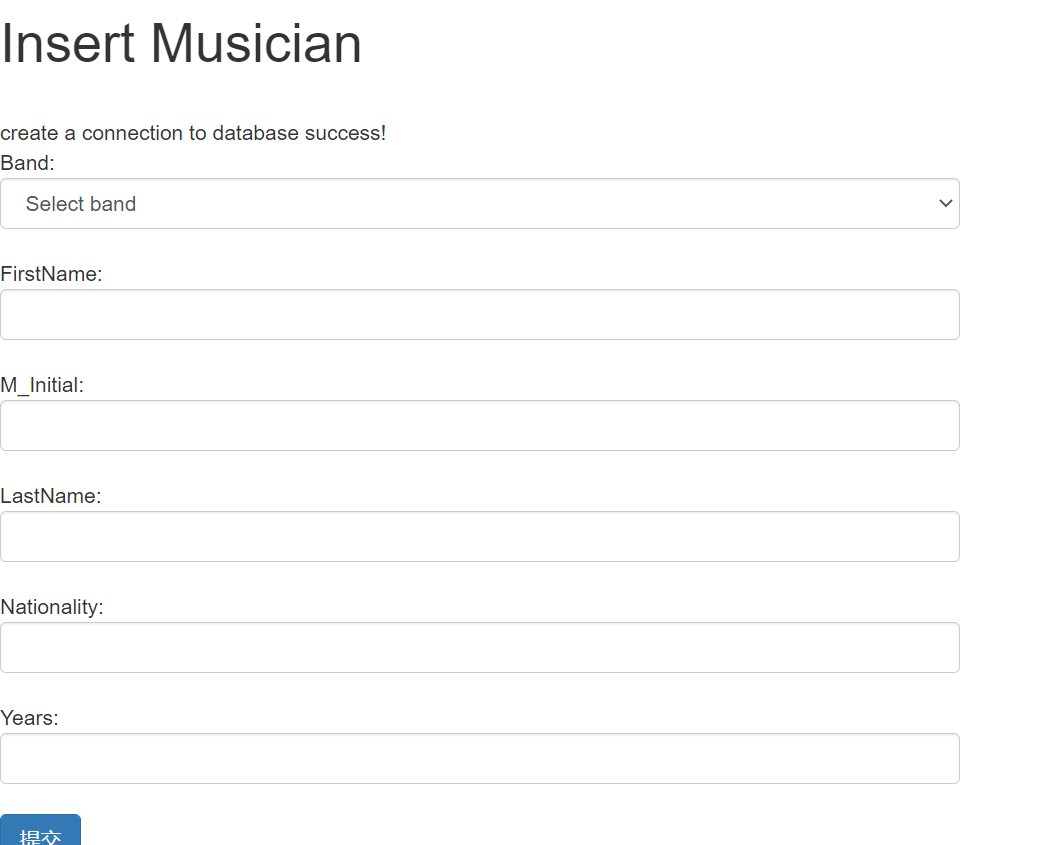 Insert Musician
create a connection to database success!
Band:
Select band
FirstName:
M_Initial:
LastName:
Nationality:
Years:
提交